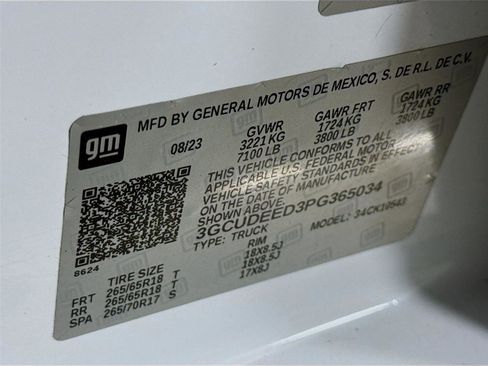 gm
MFD BY GENERAL MOTORS DE MEXICO, S. DE R.L. DE C.V.
08/23 GVWR GAWR FRT GAWR RR
3221 KG 1724 KG 1724 KG
7100 LB 3800 LB 3800 LB
THIS VEHICLE CONFORMS TO ALL
APPLICABLE U.S. FEDERAL MOTOR
VEHICLE SAFETY STANDARDS IN EFFECT
ON THE DATE OF MANUFACTURE
SHOWN ABOVE.
3GCUDEED3PG365034
TYPE: TRUCK MODEL: 34CK10543
8624
TIRE SIZE RIM
FRT 265/65R18 T 18X8.5J
RR 265/65R18 T 18X8.5J
SPA 265/70R17 S 17X8J